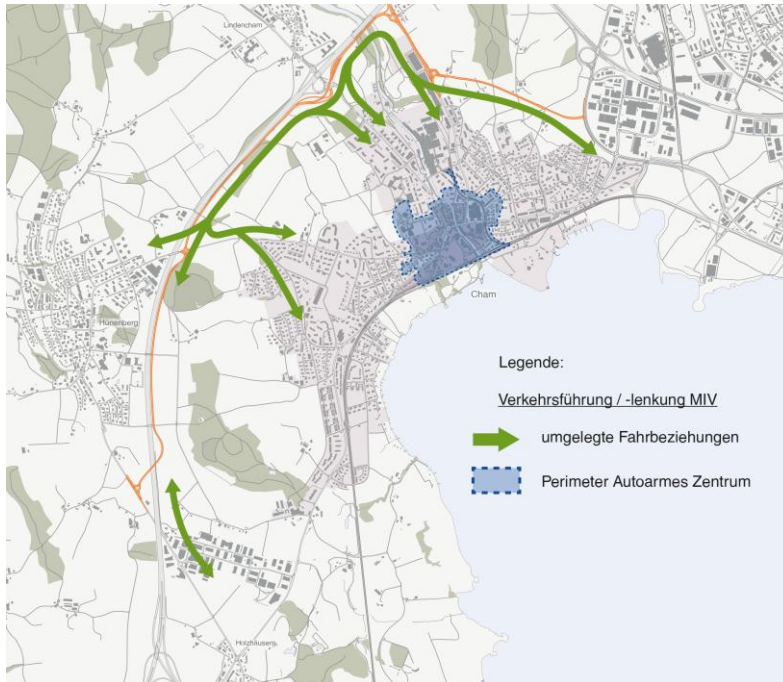 Lindencham
Cham
Hünenberg
Legende:
Verkehrsführung / -lenkung MIV
umgelegte Fahrbeziehungen
Perimeter Autoarmes Zentrum
Holzhäusern